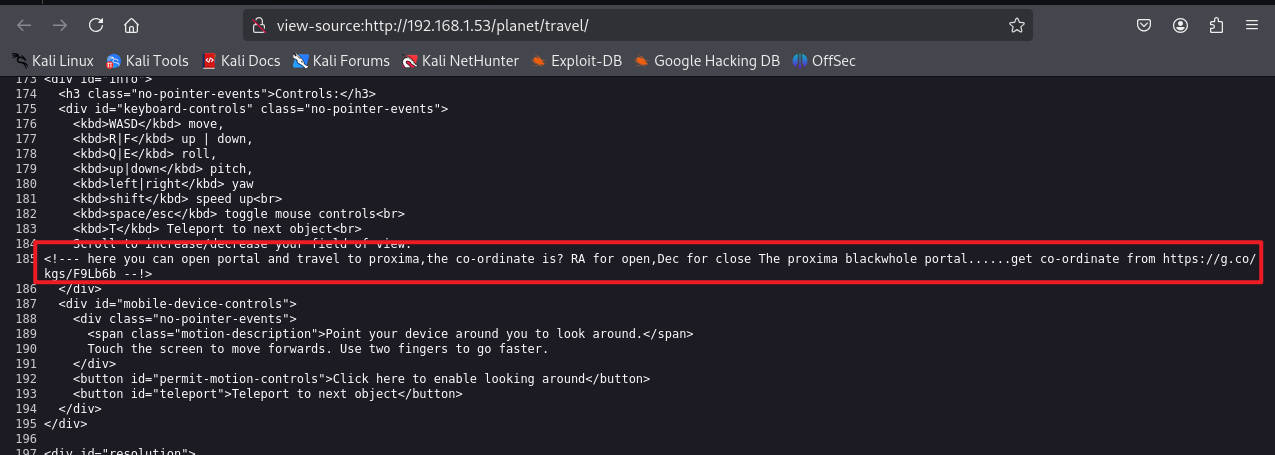 view-source:http://192.168.1.53/planet/travel/
Kali Linux Kali Tools Kali Docs Kali Forums Kali NetHunter Exploit-DB Google Hacking DB OffSec
173 <div id="info">
174 <h3 class="no-pointer-events">Controls:</h3>
175 <div id="keyboard-controls" class="no-pointer-events">
176 <kbd>WASD</kbd> move,
177 <kbd>R|F</kbd> up | down,
178 <kbd>Q|E</kbd> roll,
179 <kbd>up|down</kbd> pitch,
180 <kbd>left|right</kbd> yaw
181 <kbd>shift</kbd> speed up<br>
182 <kbd>space/esc</kbd> toggle mouse controls<br>
183 <kbd>T</kbd> Teleport to next object<br>
184 Scroll to increase/decrease your field of view.
185 <!--- here you can open portal and travel to proxima,the co-ordinate is? RA for open,Dec for close The proxima blackwhole portal......get co-ordinate from https://g.co/
kgs/F9Lb6b --!>
186 </div>
187 <div id="mobile-device-controls">
188 <div class="no-pointer-events">
189 <span class="motion-description">Point your device around you to look around.</span>
190 Touch the screen to move forwards. Use two fingers to go faster.
191 </div>
192 <button id="permit-motion-controls">Click here to enable looking around</button>
193 <button id="teleport">Teleport to next object</button>
194 </div>
195 </div>
196
197 <div id="resolution">